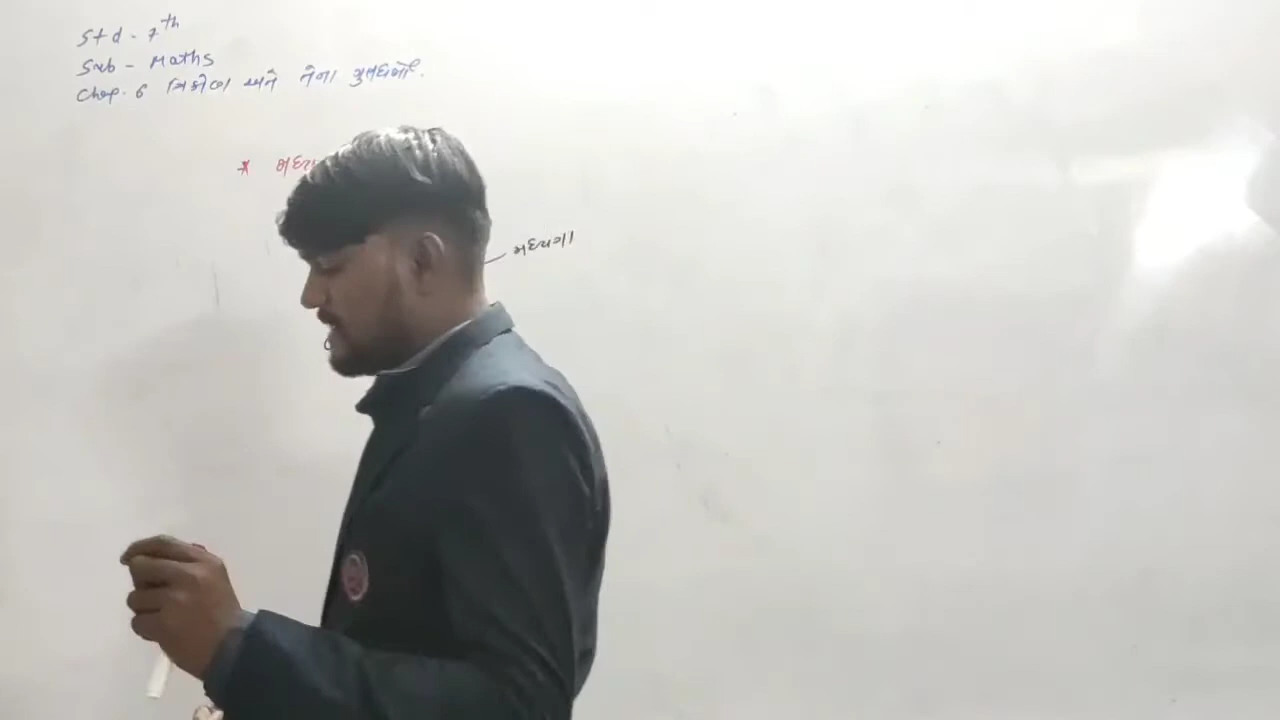 Std - 7th
Sub - Maths
Chap. 6 ત્રિકોણ અને તેના ગુણધર્મો.
*
મધ્યગા